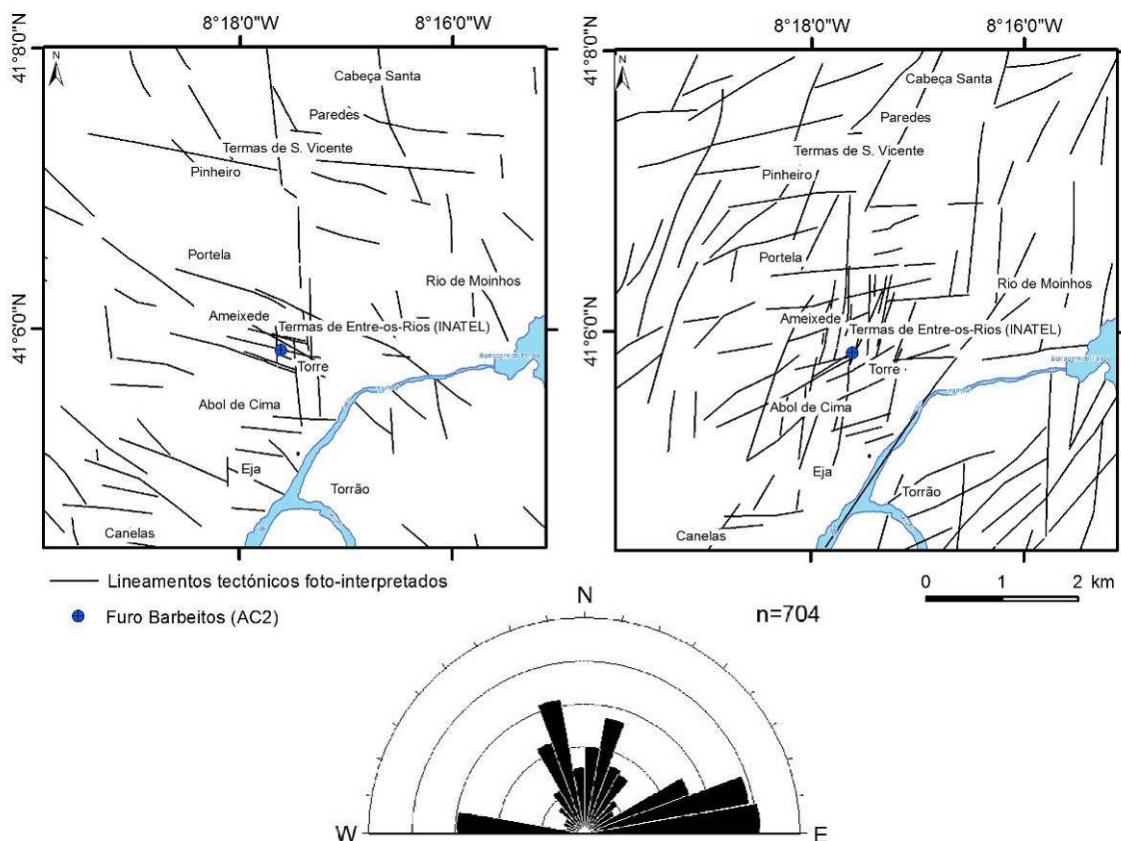 8°18'0"W 8°16'0"W
41°8'0"N
N
Cabeça Santa
Paredes
Termas de S. Vicente
Pinheiro
Portela
Rio de Moinhos
41°6'0"N
Ameixede
Termas de Entre-os-Rios (INATEL)
Torre
Abol de Cima
Eja
Torrão
Canelas
8°18'0"W 8°16'0"W
41°8'0"N
N
Cabeça Santa
Paredes
Termas de S. Vicente
Pinheiro
Portela
Rio de Moinhos
41°6'0"N
Ameixede
Termas de Entre-os-Rios (INATEL)
Torre
Abol de Cima
Eja
Torrão
Canelas
Lineamentos tectónicos foto-interpretados
Furo Barbeitos (AC2)
0 1 2 km
N
n=704
W E